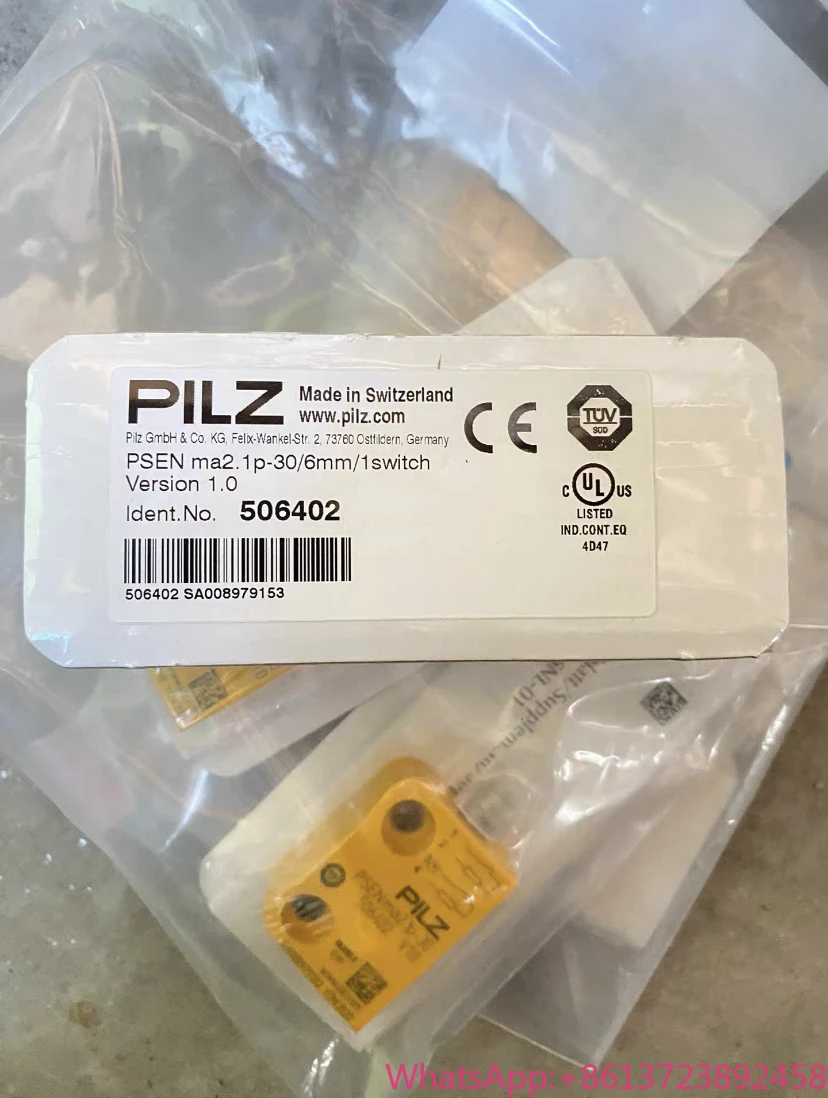 PILZ Made in Switzerland
www.pilz.com
Pilz GmbH & Co. KG, Felix-Wankel-Str. 2, 73760 Ostfildern, Germany
PSEN ma2.1p-30/6mm/1switch
Version 1.0
Ident.No. 506402
506402 SA008979153
CE
TÜV
SÜD
C UL US
LISTED
IND.CONT.EQ
4D47
PILZ
WhatsApp:+8613723892458